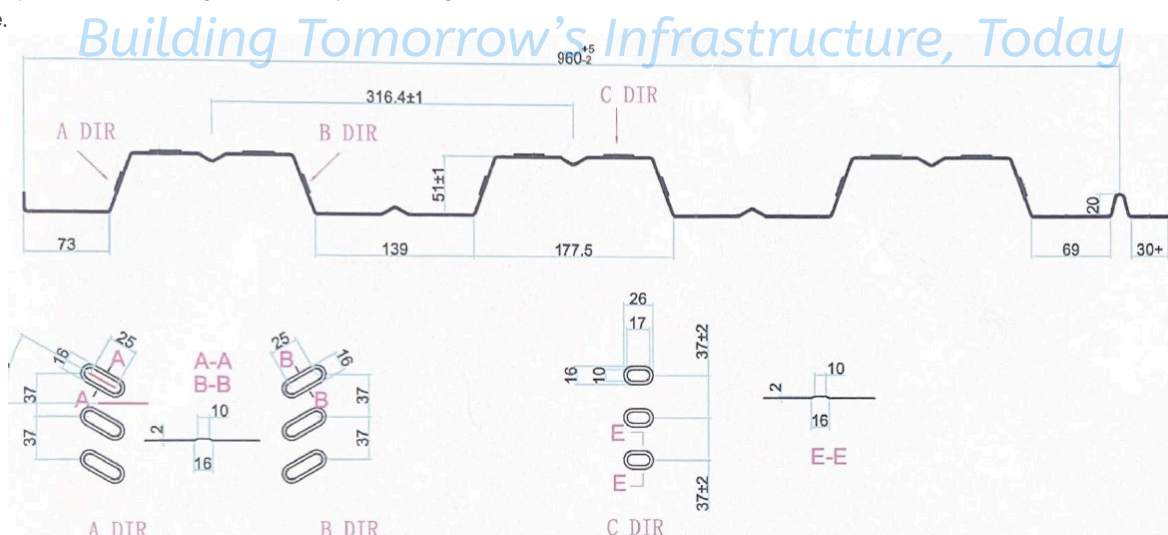 e.
Building Tomorrow's Infrastructure, Today
960+5-2
316.4±1
C DIR
A DIR
B DIR
51±1
20
73
139
177.5
69
30+
26
17
37±2
16
25
A
25
B
16
A-A
B-B
16
10
10
37
A
B
37
2
10
2
16
37
37
16
E
E-E
E
16
37±2
A DIR
B DIR
C DIR